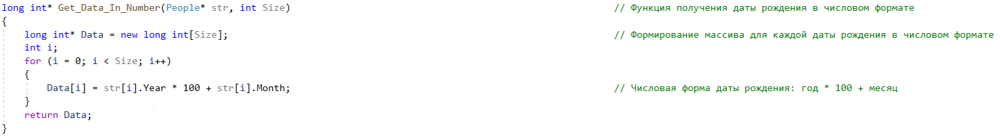 long int* Get_Data_In_Number(People* str, int Size) // Функция получения даты рождения в числовом формате
{
long int* Data = new long int[Size]; // Формирование массива для каждой даты рождения в числовом формате
int i;
for (i = 0; i < Size; i++)
{
Data[i] = str[i].Year * 100 + str[i].Month; // Числовая форма даты рождения: год * 100 + месяц
}
return Data;
}